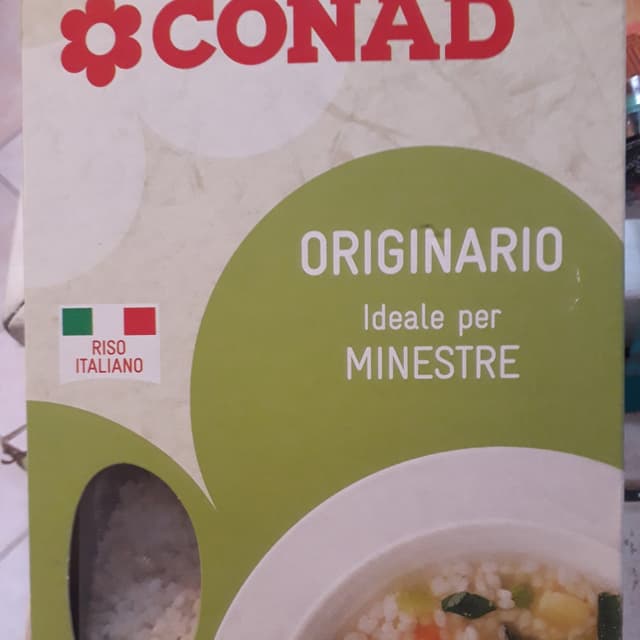 CONAD
ORIGINARIO
Ideale per
MINESTRE
RISO
ITALIANO